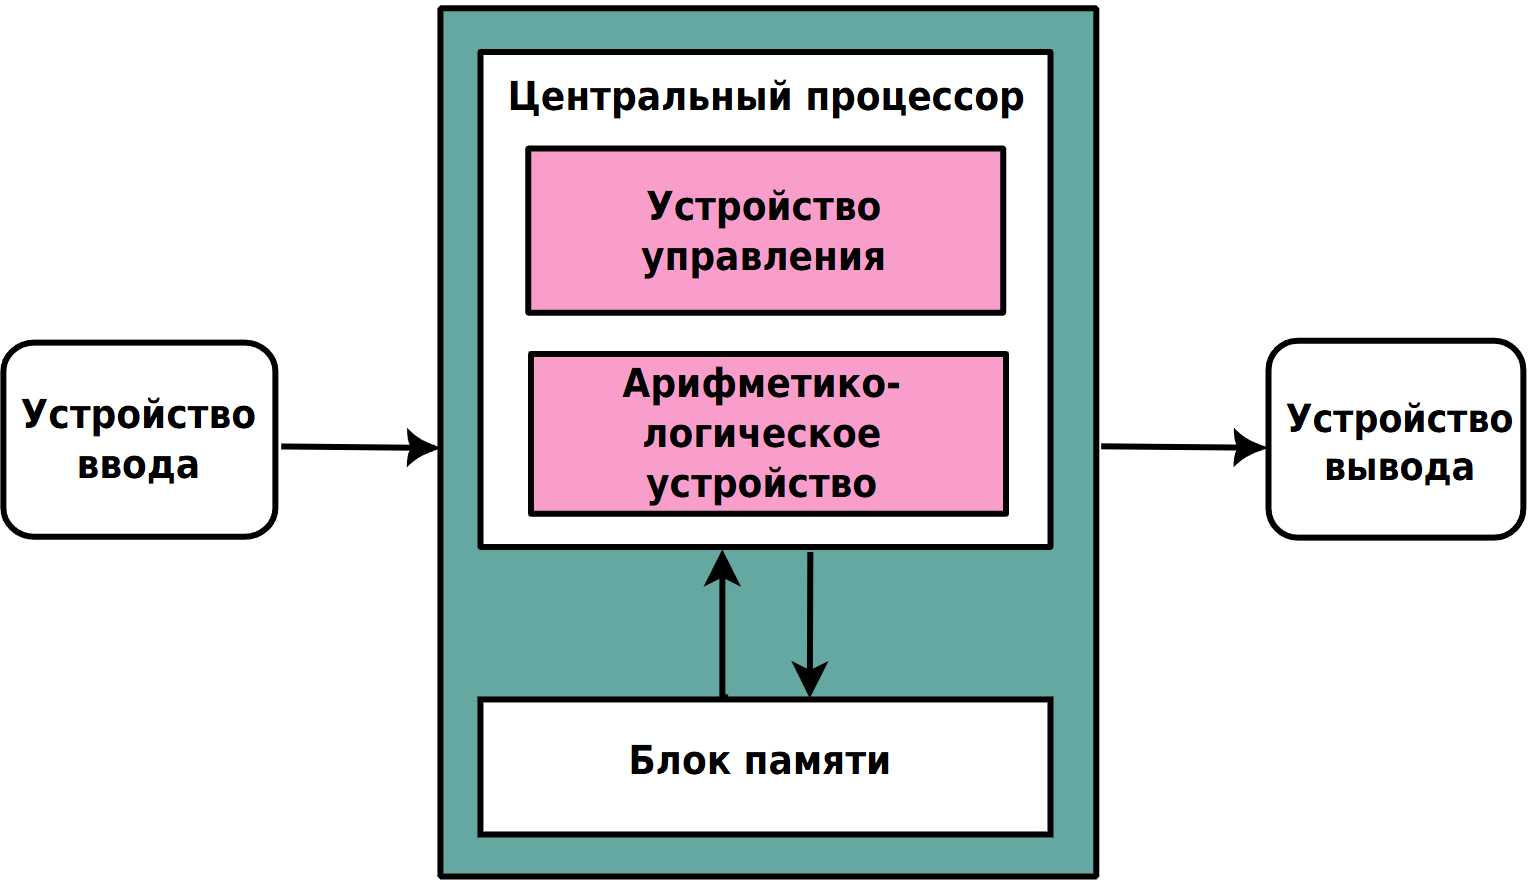 Центральный процессор
Устройство
управления
Арифметико-
логическое
устройство
Устройство
ввода
Устройство
вывода
Блок памяти